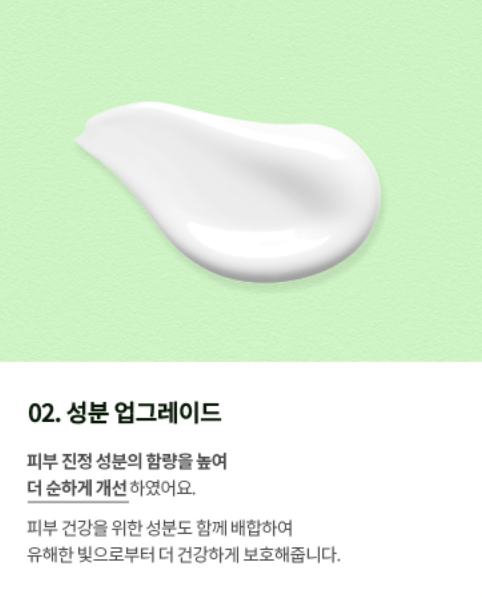 02. 성분 업그레이드
피부 진정 성분의 함량을 높여
더 순하게 개선하였어요.
피부 건강을 위한 성분도 함께 배합하여
유해한 빛으로부터 더 건강하게 보호해줍니다.